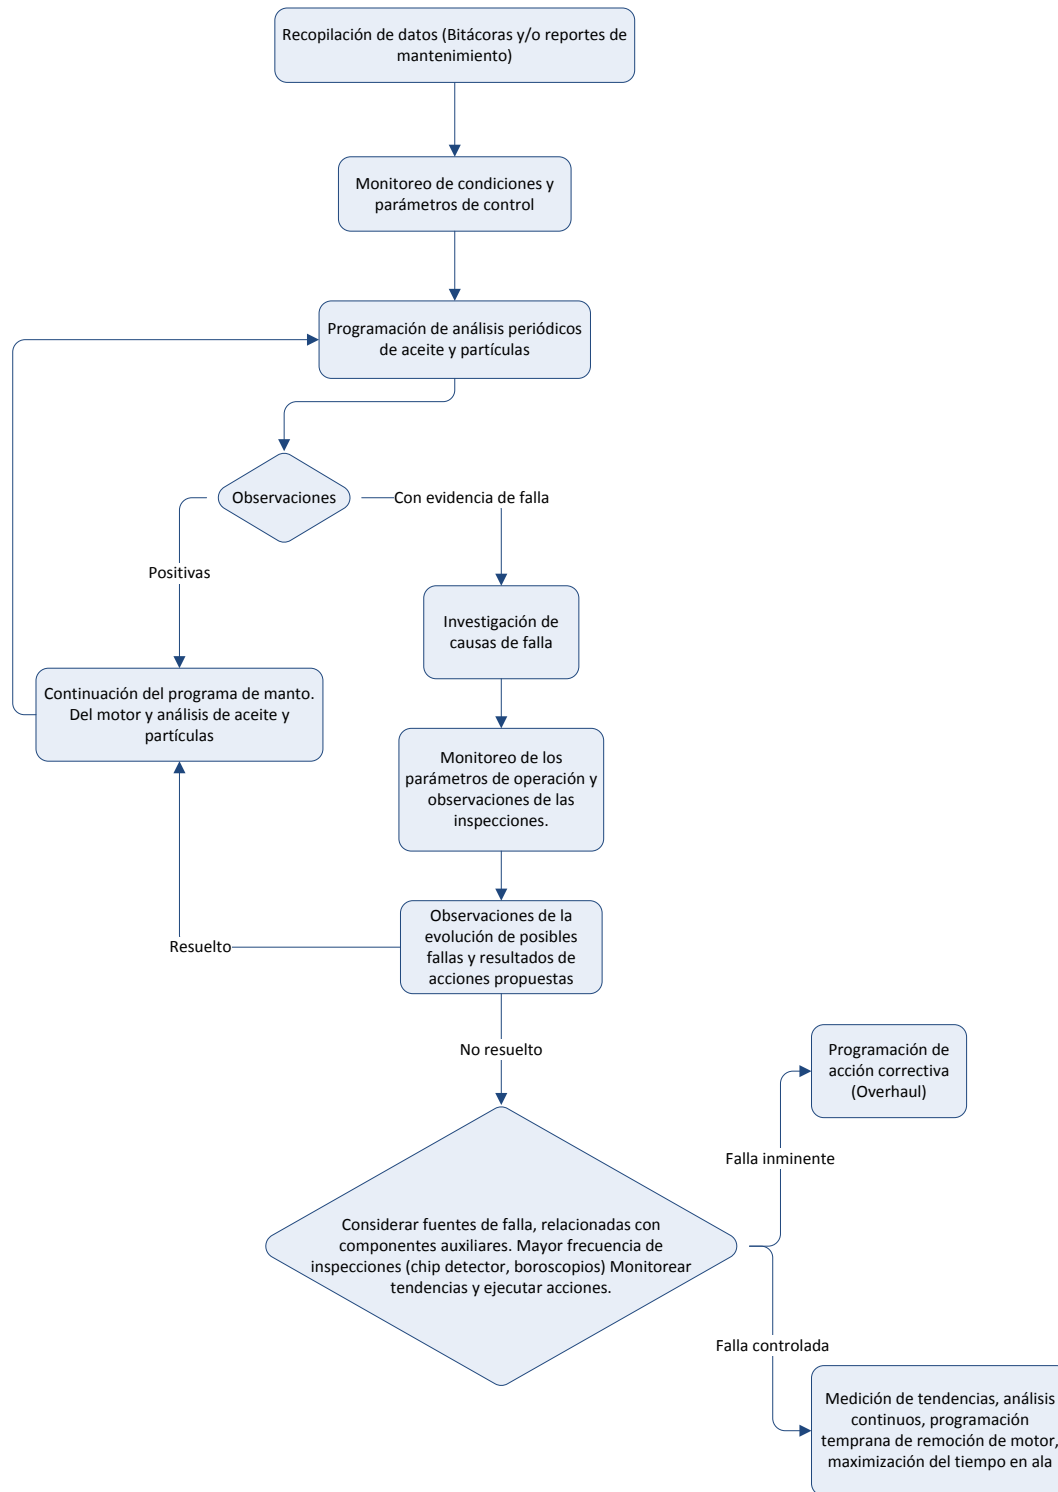 Recopilación de datos (Bitácoras y/o reportes de
mantenimiento)
Monitoreo de condiciones y
parámetros de control
Programación de análisis periódicos
de aceite y partículas
Observaciones
Con evidencia de falla
Positivas
Investigación de
causas de falla
Continuación del programa de manto.
Del motor y análisis de aceite y
partículas
Monitoreo de los
parámetros de operación y
observaciones de las
inspecciones.
Observaciones de la
evolución de posibles
fallas y resultados de
acciones propuestas
Resuelto
No resuelto
Programación de
acción correctiva
(Overhaul)
Falla inminente
Considerar fuentes de falla, relacionadas con
componentes auxiliares. Mayor frecuencia de
inspecciones (chip detector, boroscopios) Monitorear
tendencias y ejecutar acciones.
Falla controlada
Medición de tendencias, análisis
continuos, programación
temprana de remoción de motor,
maximización del tiempo en ala